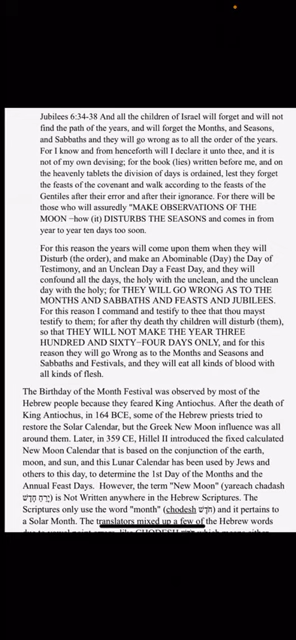 Jubilees 6:34-38 And all the children of Israel will forget and will not
find the path of the years, and will forget the Months, and Seasons,
and Sabbaths and they will go wrong as to all the order of the years.
For I know and from henceforth will I declare it unto thee, and it is
not of my own devising; for the book (lies) written before me, and on
the heavenly tablets the division of days is ordained, lest they forget
the feasts of the covenant and walk according to the feasts of the
Gentiles after their error and after their ignorance. For there will be
those who will assuredly "MAKE OBSERVATIONS OF THE
MOON -how (it) DISTURBS THE SEASONS and comes in from
year to year ten days too soon.
For this reason the years will come upon them when they will
Disturb (the order), and make an Abominable (Day) the Day of
Testimony, and an Unclean Day a Feast Day, and they will
confound all the days, the holy with the unclean, and the unclean
day with the holy; for THEY WILL GO WRONG AS TO THE
MONTHS AND SABBATHS AND FEASTS AND JUBILEES.
For this reason I command and testify to thee that thou mayst
testify to them; for after thy death thy children will disturb (them),
so that THEY WILL NOT MAKE THE YEAR THREE
HUNDRED AND SIXTY-FOUR DAYS ONLY, and for this
reason they will go Wrong as to the Months and Seasons and
Sabbaths and Festivals, and they will eat all kinds of blood with
all kinds of flesh.
The Birthday of the Month Festival was observed by most of the
Hebrew people because they feared King Antiochus. After the death of
King Antiochus, in 164 BCE, some of the Hebrew priests tried to
restore the Solar Calendar, but the Greek New Moon influence was all
around them. Later, in 359 CE, Hillel II introduced the fixed calculated
New Moon Calendar that is based on the conjunction of the earth,
moon, and sun, and this Lunar Calendar has been used by Jews and
others to this day, to determine the 1st Day of the Months and the
Annual Feast Days. However, the term "New Moon" (yareach chadash
) is Not Written anywhere in the Hebrew Scriptures. The
Scriptures only use the word "month" (chodesh חדש) and it pertains to
a Solar Month. The translators mixed up a few of the Hebrew words